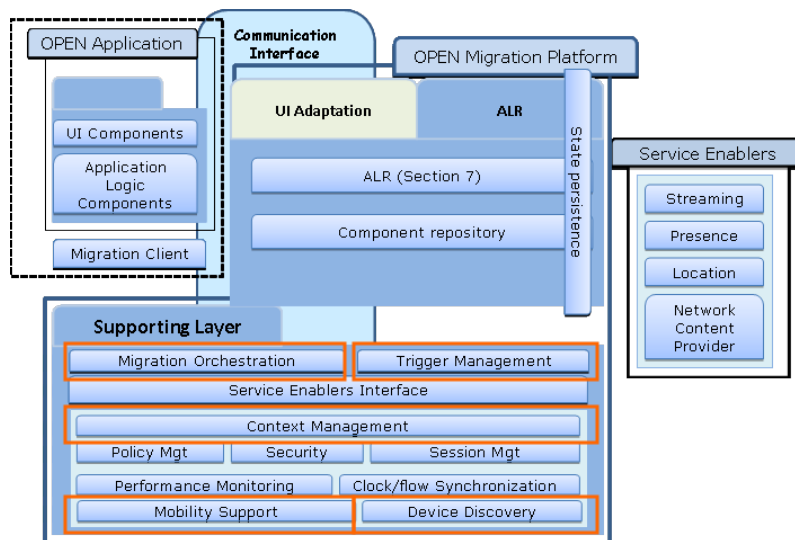 OPEN Application
UI Components
Application
Logic
Components
Migration Client
Communication
Interface
OPEN Migration Platform
UI Adaptation
ALR
ALR (Section 7)
Component repository
State persistence
Service Enablers
Streaming
Presence
Location
Network
Content
Provider
Supporting Layer
Migration Orchestration
Trigger Management
Service Enablers Interface
Context Management
Policy Mgt
Security
Session Mgt
Performance Monitoring
Clock/flow Synchronization
Mobility Support
Device Discovery